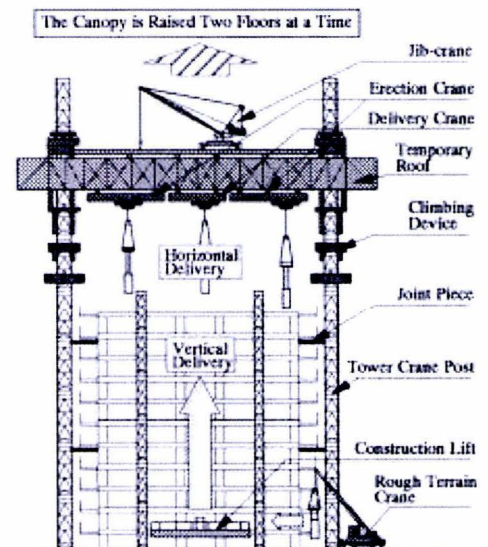 The Canopy is Raised Two Floors at a Time
Jib-crane
Erection Crane
Delivery Crane
Temporary
Roof
Climbing
Device
Horizontal
Delivery
Joint Piece
Vertical
Delivery
Tower Crane Post
Construction Lift
Rough Terrain
Crane